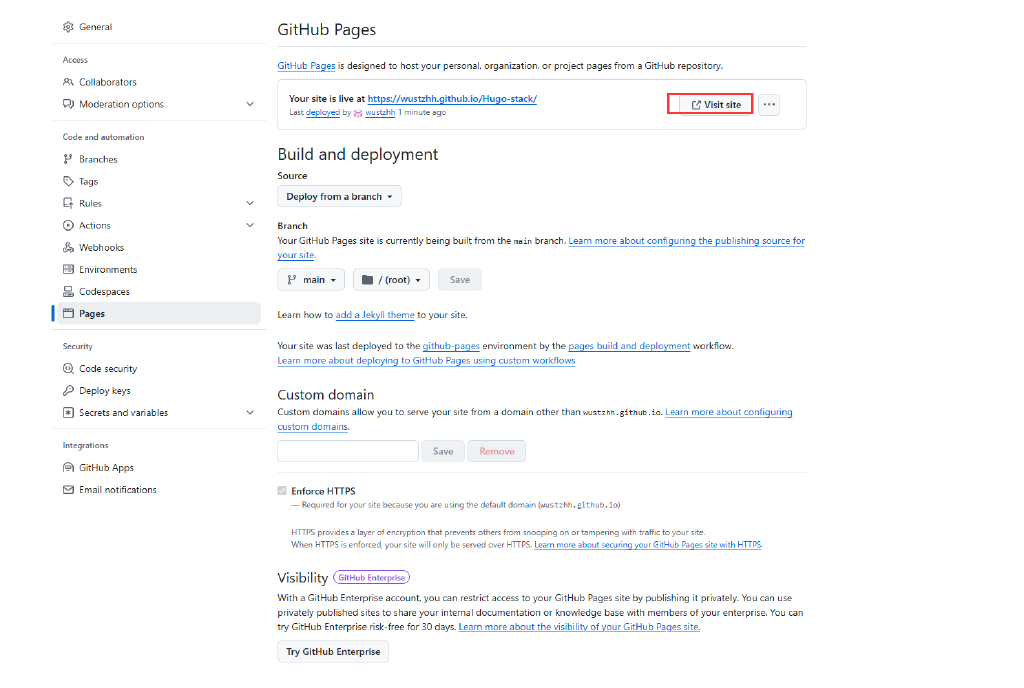 General
Access
Collaborators
Moderation options
Code and automation
Branches
Tags
Rules
Actions
Webhooks
Environments
Codespaces
Pages
Security
Code security
Deploy keys
Secrets and variables
Integrations
GitHub Apps
Email notifications
GitHub Pages
GitHub Pages is designed to host your personal, organization, or project pages from a GitHub repository.
Your site is live at https://wustzhh.github.io/Hugo-stack/
Last deployed by wustzhh 1 minute ago
Visit site
Build and deployment
Source
Deploy from a branch
Branch
Your GitHub Pages site is currently being built from the main branch. Learn more about configuring the publishing source for
your site.
main
/ (root)
Save
Learn how to add a Jekyll theme to your site.
Your site was last deployed to the github-pages environment by the pages build and deployment workflow.
Learn more about deploying to GitHub Pages using custom workflows
Custom domain
Custom domains allow you to serve your site from a domain other than wustzhh.github.io. Learn more about configuring
custom domains.
Save
Remove
Enforce HTTPS
— Required for your site because you are using the default domain (wustzhh.github.io)
HTTPS provides a layer of encryption that prevents others from snooping on or tampering with traffic to your site.
When HTTPS is enforced, your site will only be served over HTTPS. Learn more about securing your GitHub Pages site with HTTPS.
Visibility GitHub Enterprise
With a GitHub Enterprise account, you can restrict access to your GitHub Pages site by publishing it privately. You can use
privately published sites to share your internal documentation or knowledge base with members of your enterprise. You can
try GitHub Enterprise risk-free for 30 days. Learn more about the visibility of your GitHub Pages site.
Try GitHub Enterprise